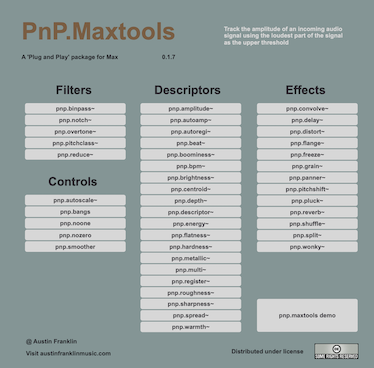 PnP.Maxtools
Track the amplitude of an incoming audio
signal using the loudest part of the signal
as the upper threshold
A 'Plug and Play' package for Max
0.1.7
Filters
pnp.binpass~
pnp.notch~
pnp.overtone~
pnp.pitchclass~
pnp.reduce~
Controls
pnp.autoscale~
pnp.bangs
pnp.noone
pnp.nozero
pnp.smoother
Descriptors
pnp.amplitude~
pnp.autoamp~
pnp.autoregi~
pnp.beat~
pnp.boominess~
pnp.bpm~
pnp.brightness~
pnp.centroid~
pnp.depth~
pnp.descriptor~
pnp.energy~
pnp.flatness~
pnp.hardness~
pnp.metallic~
pnp.multi~
pnp.register~
pnp.roughness~
pnp.sharpness~
pnp.spread~
pnp.warmth~
Effects
pnp.convolve~
pnp.delay~
pnp.distort~
pnp.flange~
pnp.freeze~
pnp.grain~
pnp.panner~
pnp.pitchshift~
pnp.pluck~
pnp.reverb~
pnp.shuffle~
pnp.split~
pnp.wonky~
pnp.maxtools demo
@ Austin Franklin
Visit austinfranklinmusic.com
Distributed under license
cc
SOME RIGHTS RESERVED